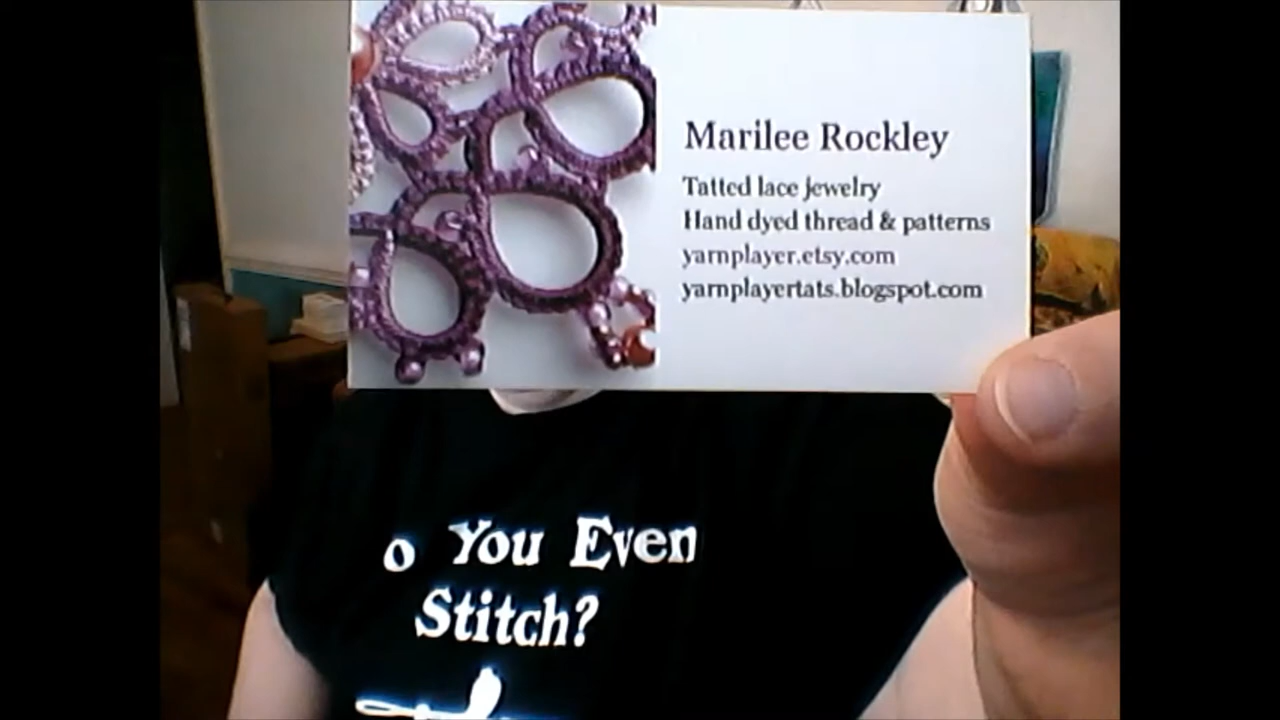 Marilee Rockley
Tatted lace jewelry
Hand dyed thread & patterns
yarnplayer.etsy.com
yarnplayertats.blogspot.com
o You Even
Stitch?